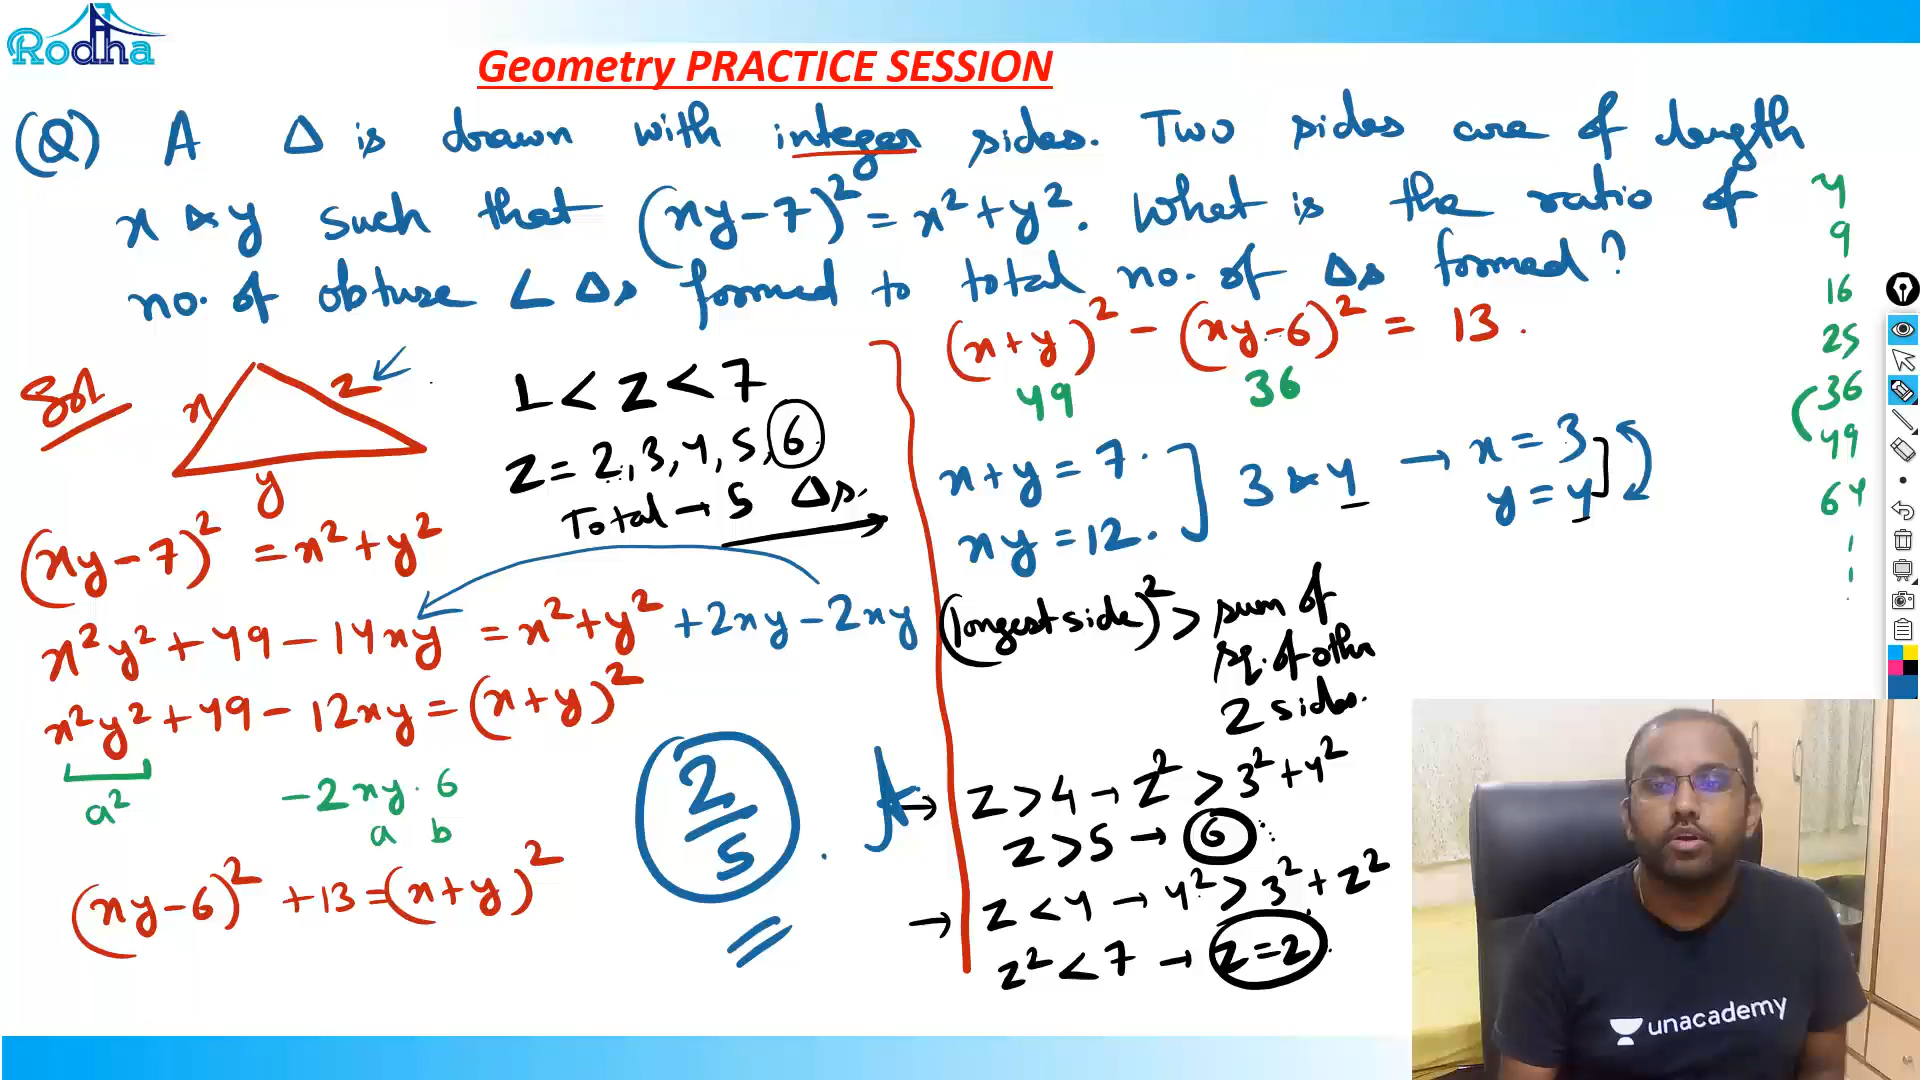 Rodha
Geometry PRACTICE SESSION
(Q) A Δ is drawn with integer sides. Two sides are of length
x & y such that (xy-7)² = x²+y². What is the ratio of
no. of obtuse ∠ Δs formed to total no. of Δs formed?
Sol
x
z
y
1 < z < 7
z = 2, 3, 4, 5, 6
Total → 5 Δs.
(xy-7)² = x²+y²
x²y² + 49 - 14xy = x²+y² +2xy - 2xy
x²y² + 49 - 12xy = (x+y)²
a²
-2xy·6
a b
(xy-6)² + 13 = (x+y)²
2/5 . A
(x+y)² - (xy-6)² = 13.
49 36
x+y = 7.
xy = 12.
3 & 4 → x = 3
y = 4
(longest side)² > sum of
sq. of other
2 sides.
→ z>4 → z² > 3²+4²
z>5 → 6
→ z<4 → 4² > 3²+z²
z² < 7 → z=2
4
9
16
25
36
49
64
unacademy